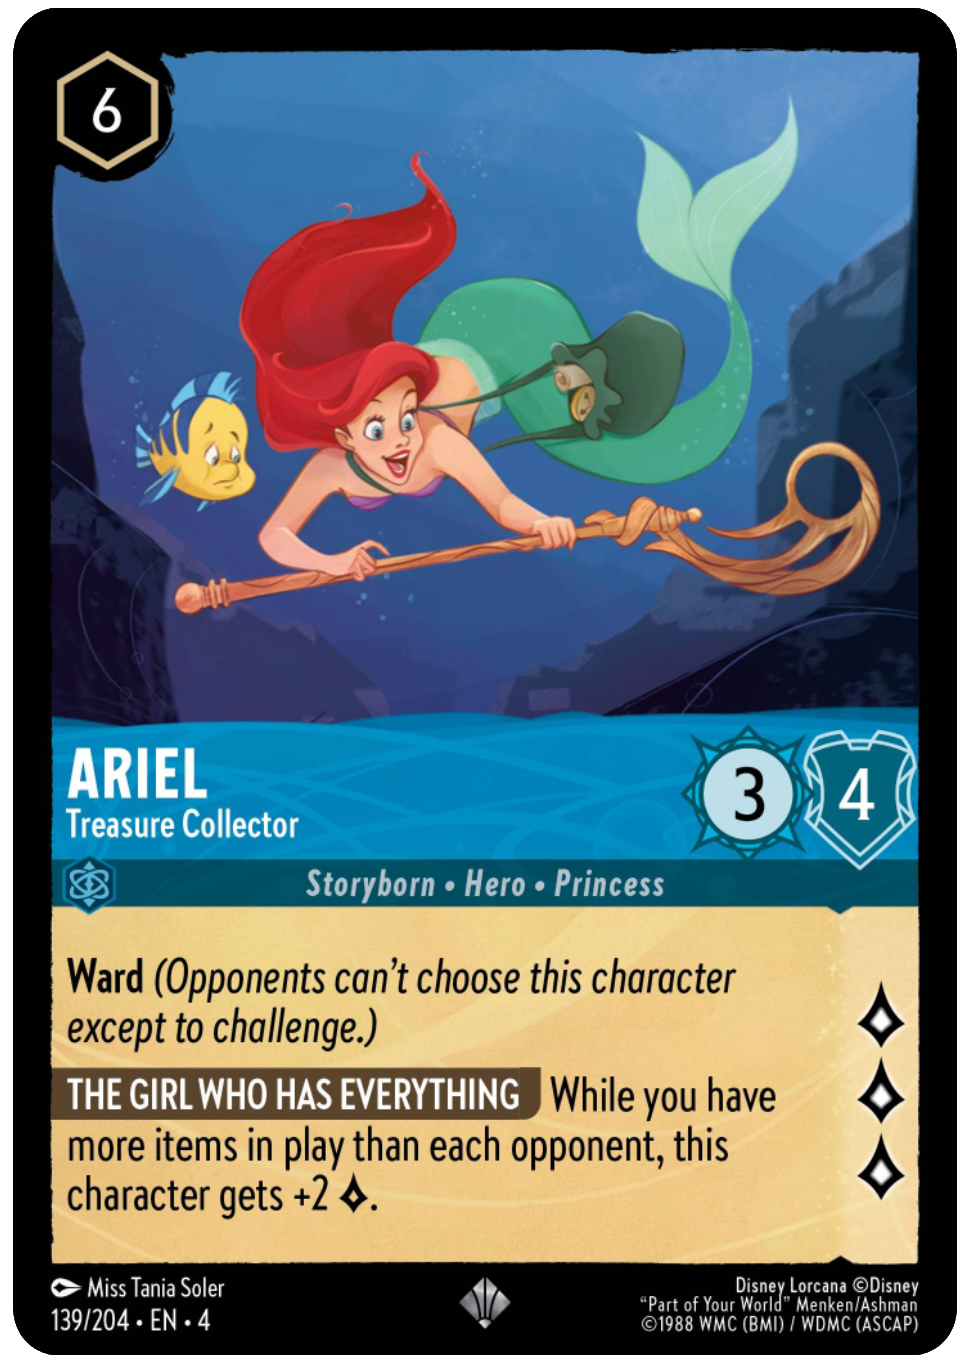 6
ARIEL
Treasure Collector
3
4
Storyborn • Hero • Princess
Ward (Opponents can't choose this character
except to challenge.)
THE GIRL WHO HAS EVERYTHING While you have
more items in play than each opponent, this
character gets +2 .
Miss Tania Soler
139/204 • EN • 4
Disney Lorcana ©Disney
"Part of Your World" Menken/Ashman
©1988 WMC (BMI) / WDMC (ASCAP)